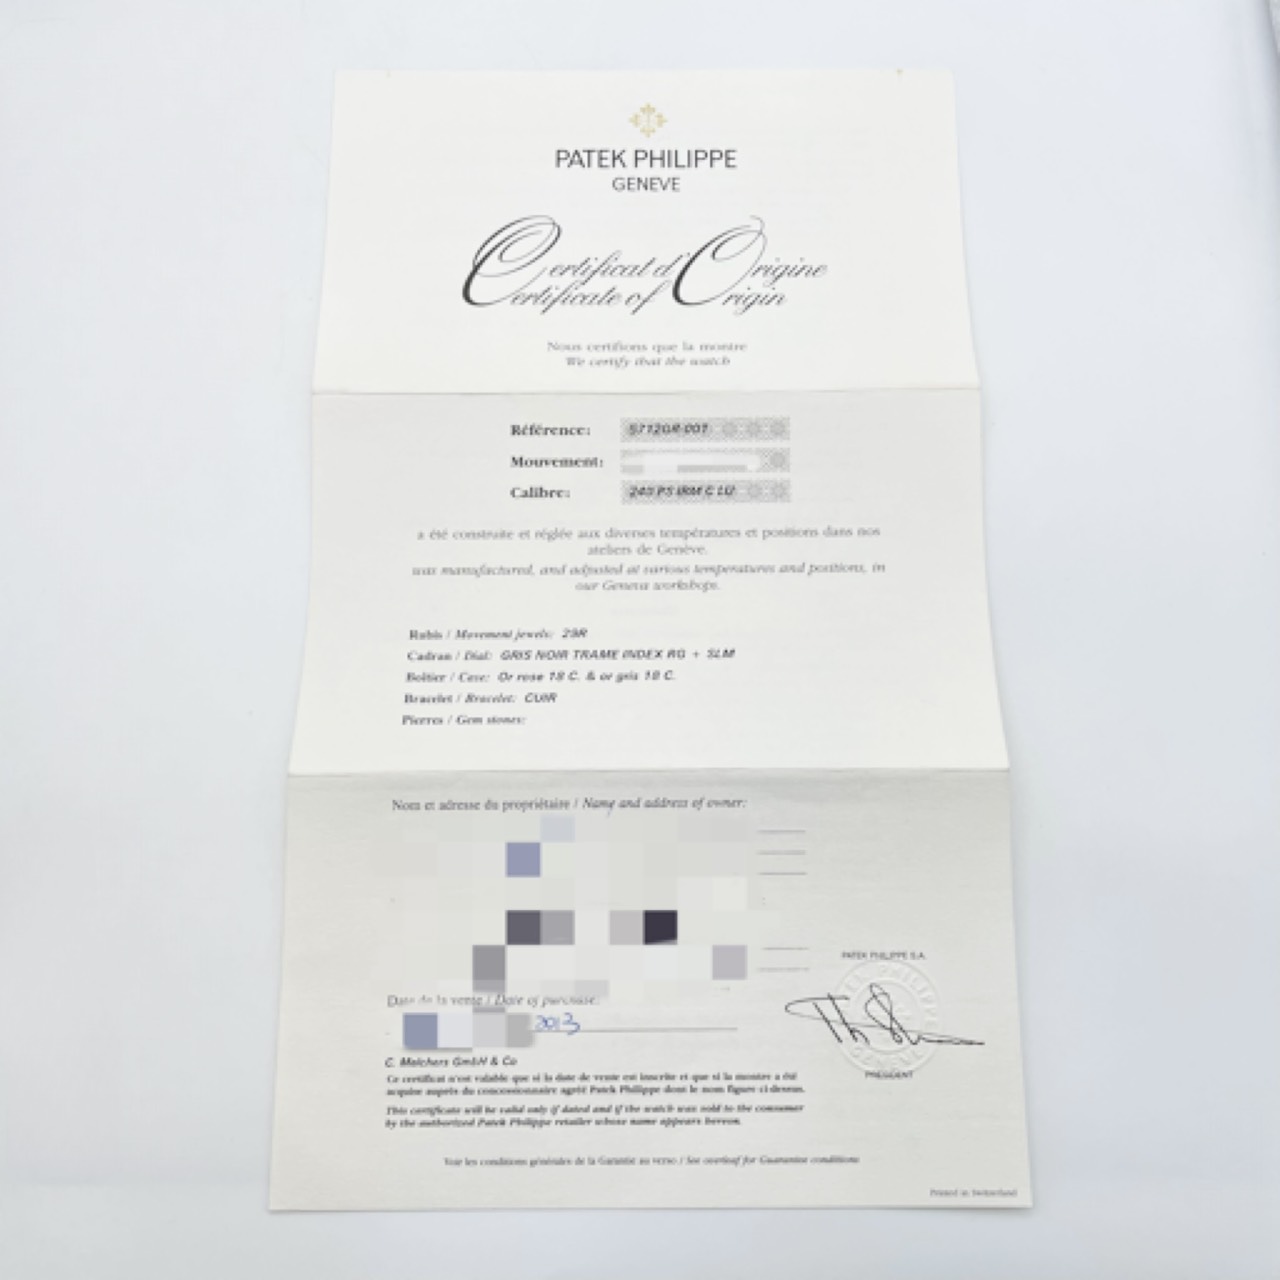 PATEK PHILIPPE
GENEVE
Certificat d'Origine
Certificate of Origin
Nous certifions que la montre
We certify that the watch
Référence: 5712GR-001
Mouvement:
Calibre: 240 PS IRM C LU
a été construite et réglée aux diverses températures et positions dans nos
ateliers de Genève.
was manufactured, and adjusted at various temperatures and positions, in
our Geneva workshops.
Rubis / Movement jewels: 29R
Cadran / Dial: GRIS NOIR TRAME INDEX RG + SLM
Boîtier / Case: Or rose 18 C. & or gris 18 C.
Bracelet / Bracelet: CUIR
Pierres / Gem stones:
Nom et adresse du propriétaire / Name and address of owner:
Date de la vente / Date of purchase:
2013
C. Melchers GmbH & Co
Ce certificat n'est valable que si la date de vente est inscrite et que si la montre a été
acquise auprès du concessionnaire agréé Patek Philippe dont le nom figure ci-dessus.
This certificate will be valid only if dated and if the watch was sold to the consumer
by the authorized Patek Philippe retailer whose name appears hereon.
PATEK PHILIPPE S.A.
PATEK PHILIPPE
GENEVE
PRESIDENT
Voir les conditions générales de la Garantie au verso / See overleaf for Guarantee conditions
Printed in Switzerland